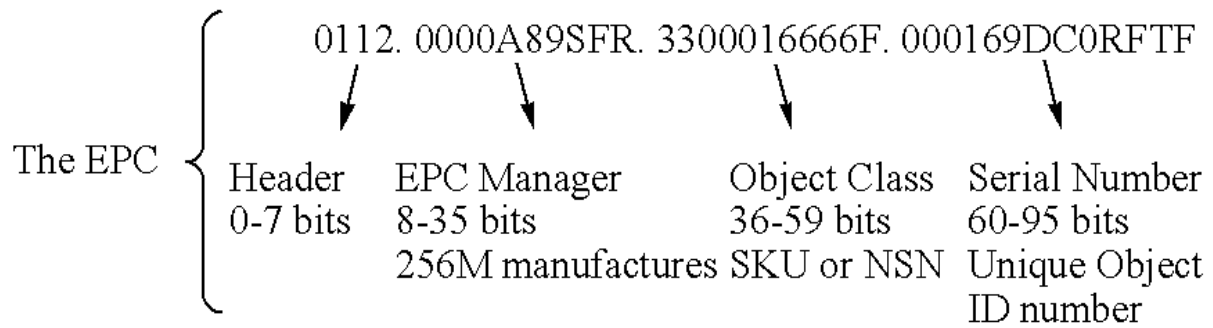 0112. 0000A89SFR. 3300016666F. 000169DC0RFTF
The EPC
Header
0-7 bits
EPC Manager
8-35 bits
256M manufactures
Object Class
36-59 bits
SKU or NSN
Serial Number
60-95 bits
Unique Object
ID number